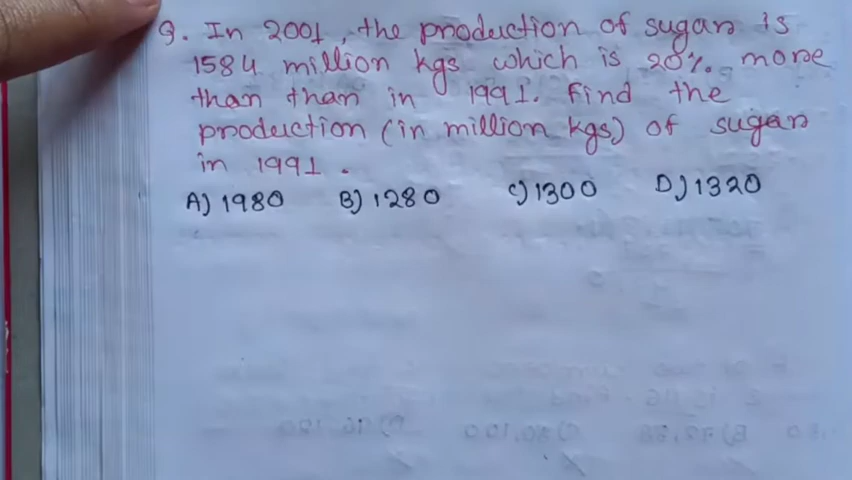 Q. In 2001, the production of sugar is
1584 million kgs which is 20% more
than than in 1991. Find the
production (in million kgs) of sugar
in 1991.
A) 1980 B) 1280 C) 1300 D) 1320